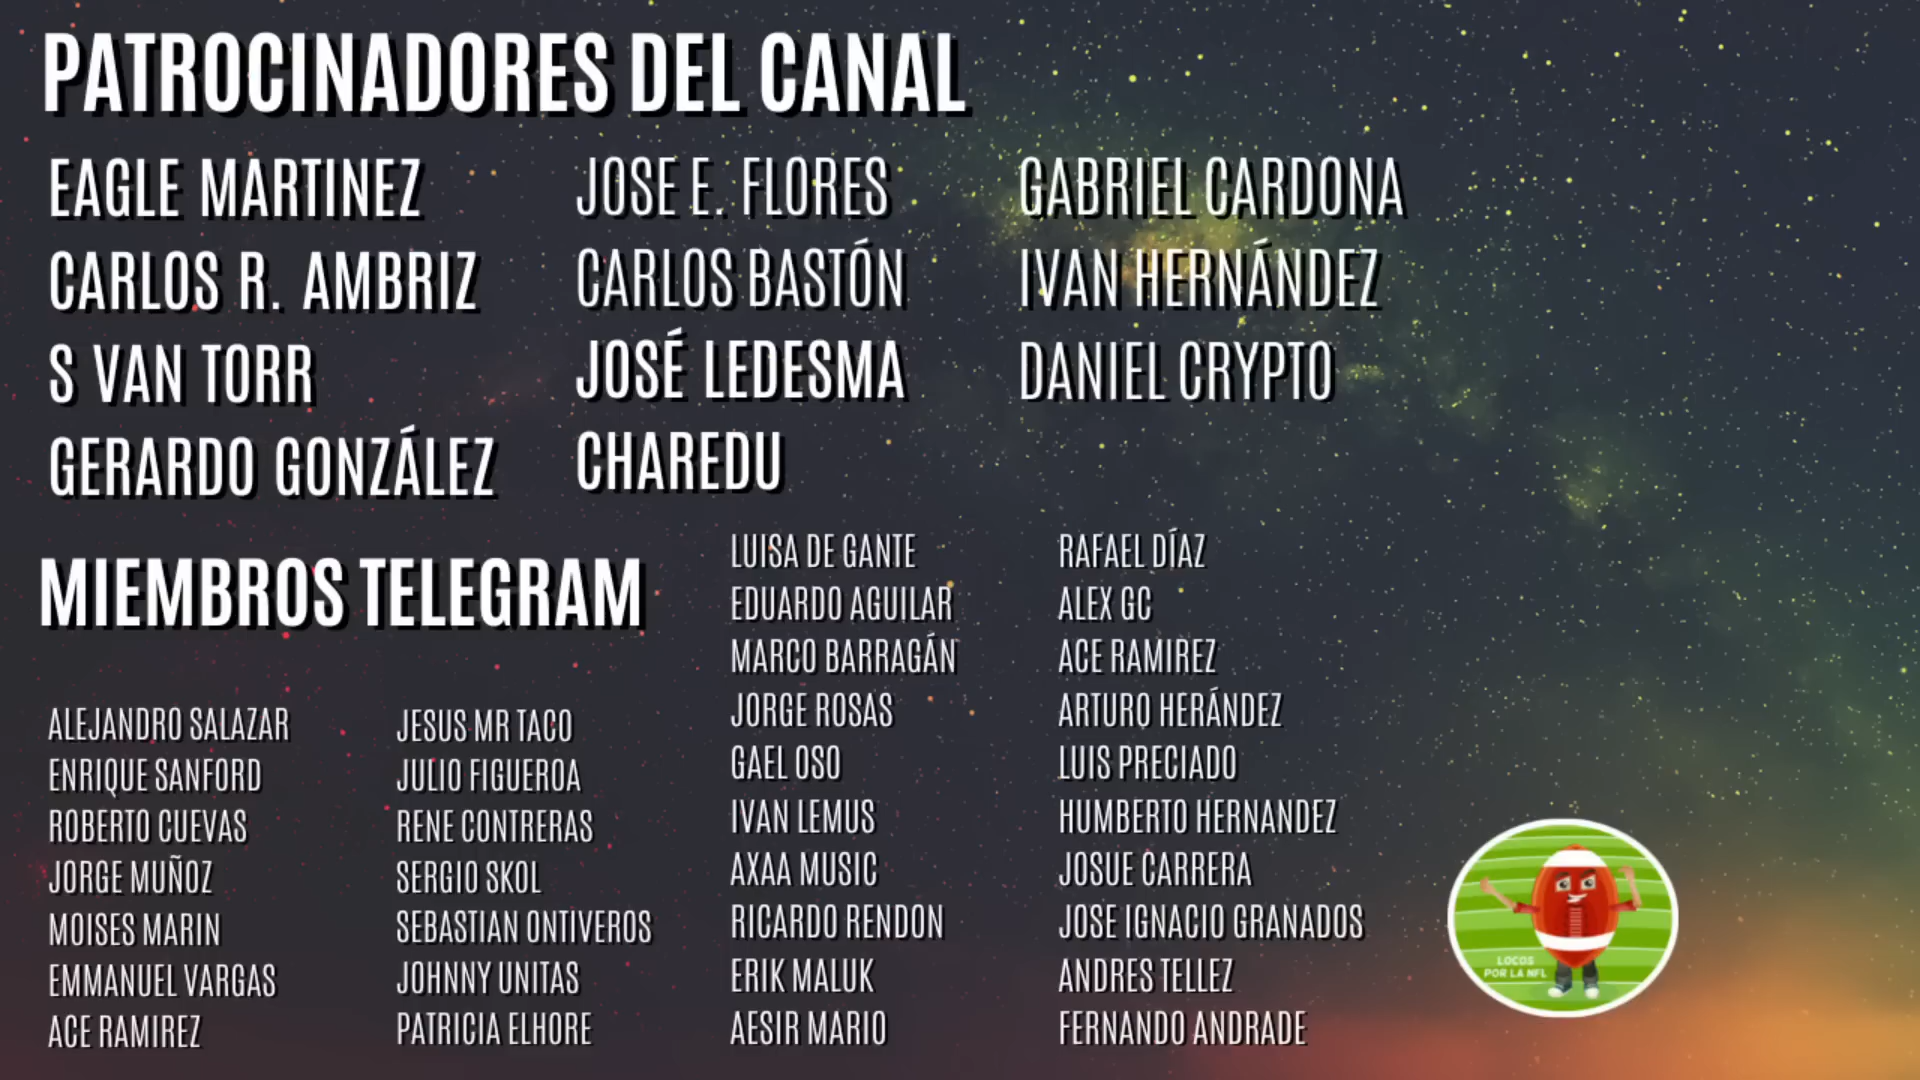 PATROCINADORES DEL CANAL
EAGLE MARTINEZ
CARLOS R. AMBRIZ
S VAN TORR
GERARDO GONZÁLEZ
JOSE E. FLORES
CARLOS BASTÓN
JOSÉ LEDESMA
CHAREDU
GABRIEL CARDONA
IVAN HERNÁNDEZ
DANIEL CRYPTO
MIEMBROS TELEGRAM
ALEJANDRO SALAZAR
ENRIQUE SANFORD
ROBERTO CUEVAS
JORGE MUÑOZ
MOISES MARIN
EMMANUEL VARGAS
ACE RAMIREZ
JESUS MR TACO
JULIO FIGUEROA
RENE CONTRERAS
SERGIO SKOL
SEBASTIAN ONTIVEROS
JOHNNY UNITAS
PATRICIA ELHORE
LUISA DE GANTE
EDUARDO AGUILAR
MARCO BARRAGÁN
JORGE ROSAS
GAEL OSO
IVAN LEMUS
AXAA MUSIC
RICARDO RENDON
ERIK MALUK
AESIR MARIO
RAFAEL DÍAZ
ALEX GC
ACE RAMIREZ
ARTURO HERÁNDEZ
LUIS PRECIADO
HUMBERTO HERNANDEZ
JOSUE CARRERA
JOSE IGNACIO GRANADOS
ANDRES TELLEZ
FERNANDO ANDRADE
LOCOS
POR LA NFL